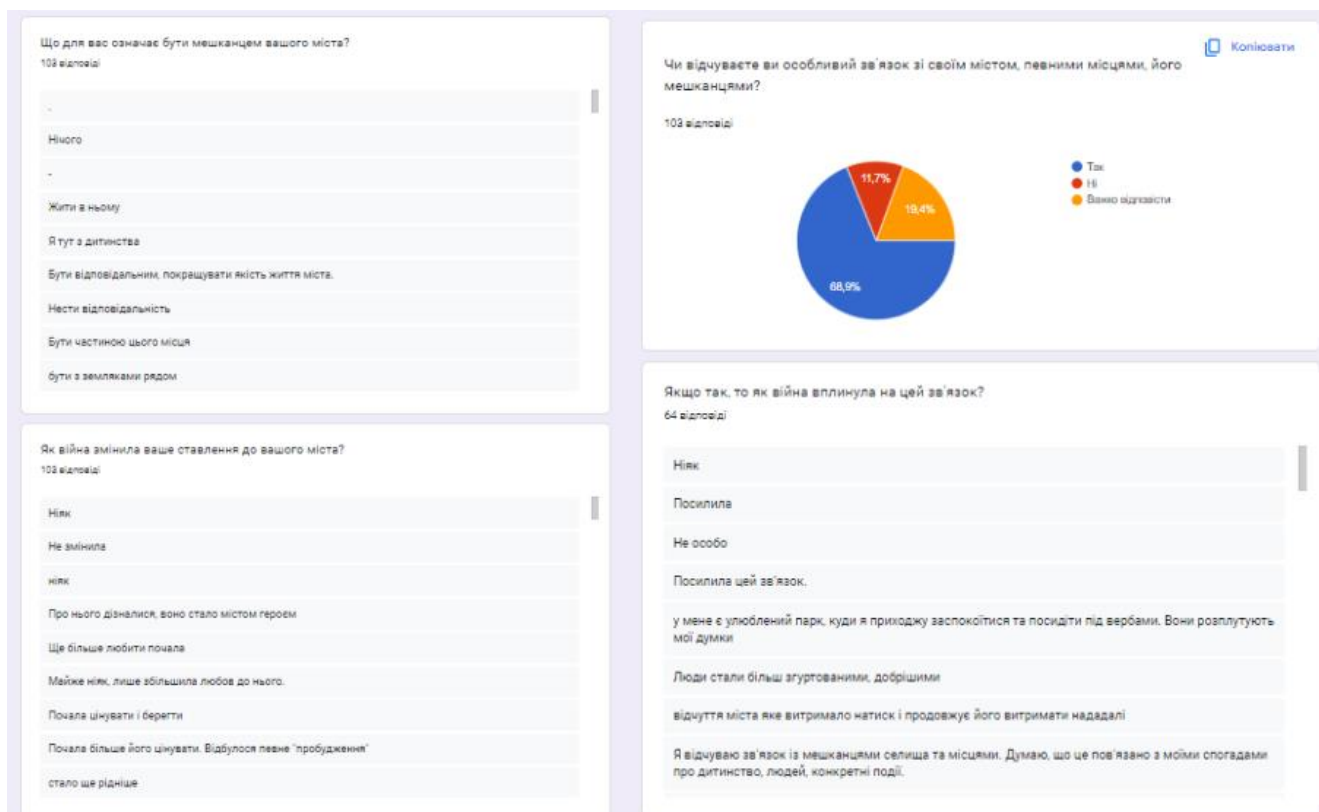 Що для вас означає бути мешканцем вашого міста?
103 відповіді
.
Нічого
-
Жити в ньому
Я тут з дитинства
Бути відповідальним, покращувати якість життя міста.
Нести відповідальність
Бути частиною цього місця
бути з земляками рядом
Як війна змінила ваше ставлення до вашого міста?
103 відповіді
Ніяк
Не змінила
ніяк
Про нього дізналися, воно стало містом героєм
Ще більше любити почала
Майже ніяк, лише збільшила любов до нього.
Почала цінувати і берегти
Почала більше його цінувати. Відбулося певне "пробудження"
стало ще рідніше
Копіювати
Чи відчуваєте ви особливий зв'язок зі своїм містом, певними місцями, його
мешканцями?
103 відповіді
11,7%
19,4%
68,9%
Так
Ні
Важко відповісти
Якщо так, то як війна вплинула на цей зв'язок?
64 відповіді
Ніяк
Посилила
Не особо
Посилила цей зв'язок.
у мене є улюблений парк, куди я приходжу заспокоїтися та посидіти під вербами. Вони розплутують
мої думки
Люди стали більш згуртованими, добрішими
відчуття міста яке витримало натиск і продовжує його витримати нададалі
Я відчуваю зв'язок із мешканцями селища та місцями. Думаю, що це пов'язано з моїми спогадами
про дитинство, людей, конкретні події.